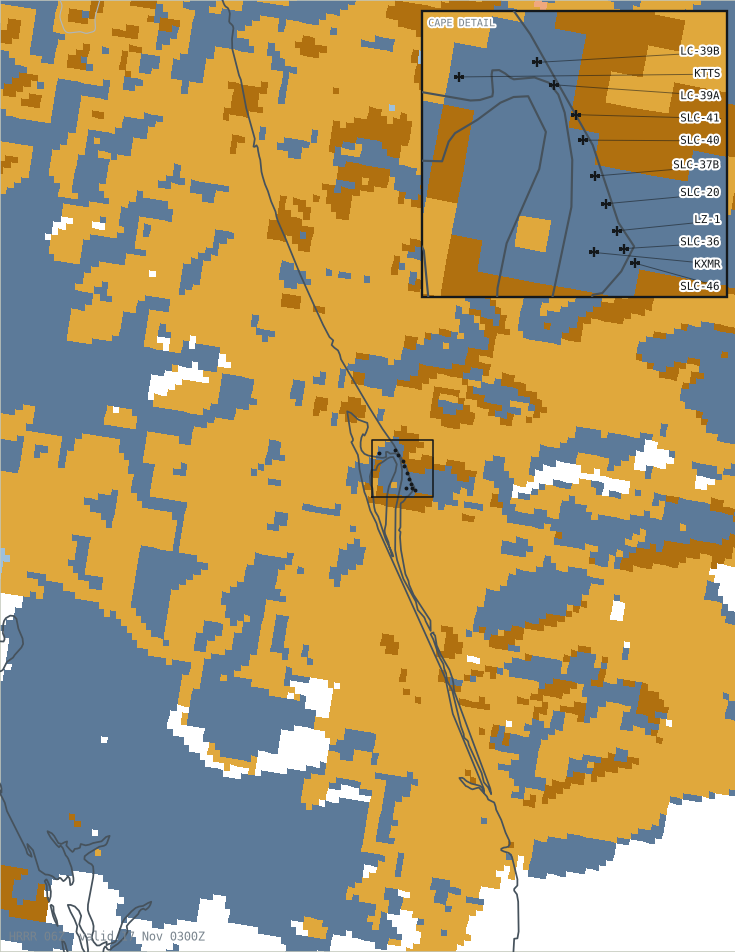 CAPE DETAIL
LC-39B
KTTS
LC-39A
SLC-41
SLC-40
SLC-37B
SLC-20
LZ-1
SLC-36
KXMR
SLC-46
valid
Nov 0300Z